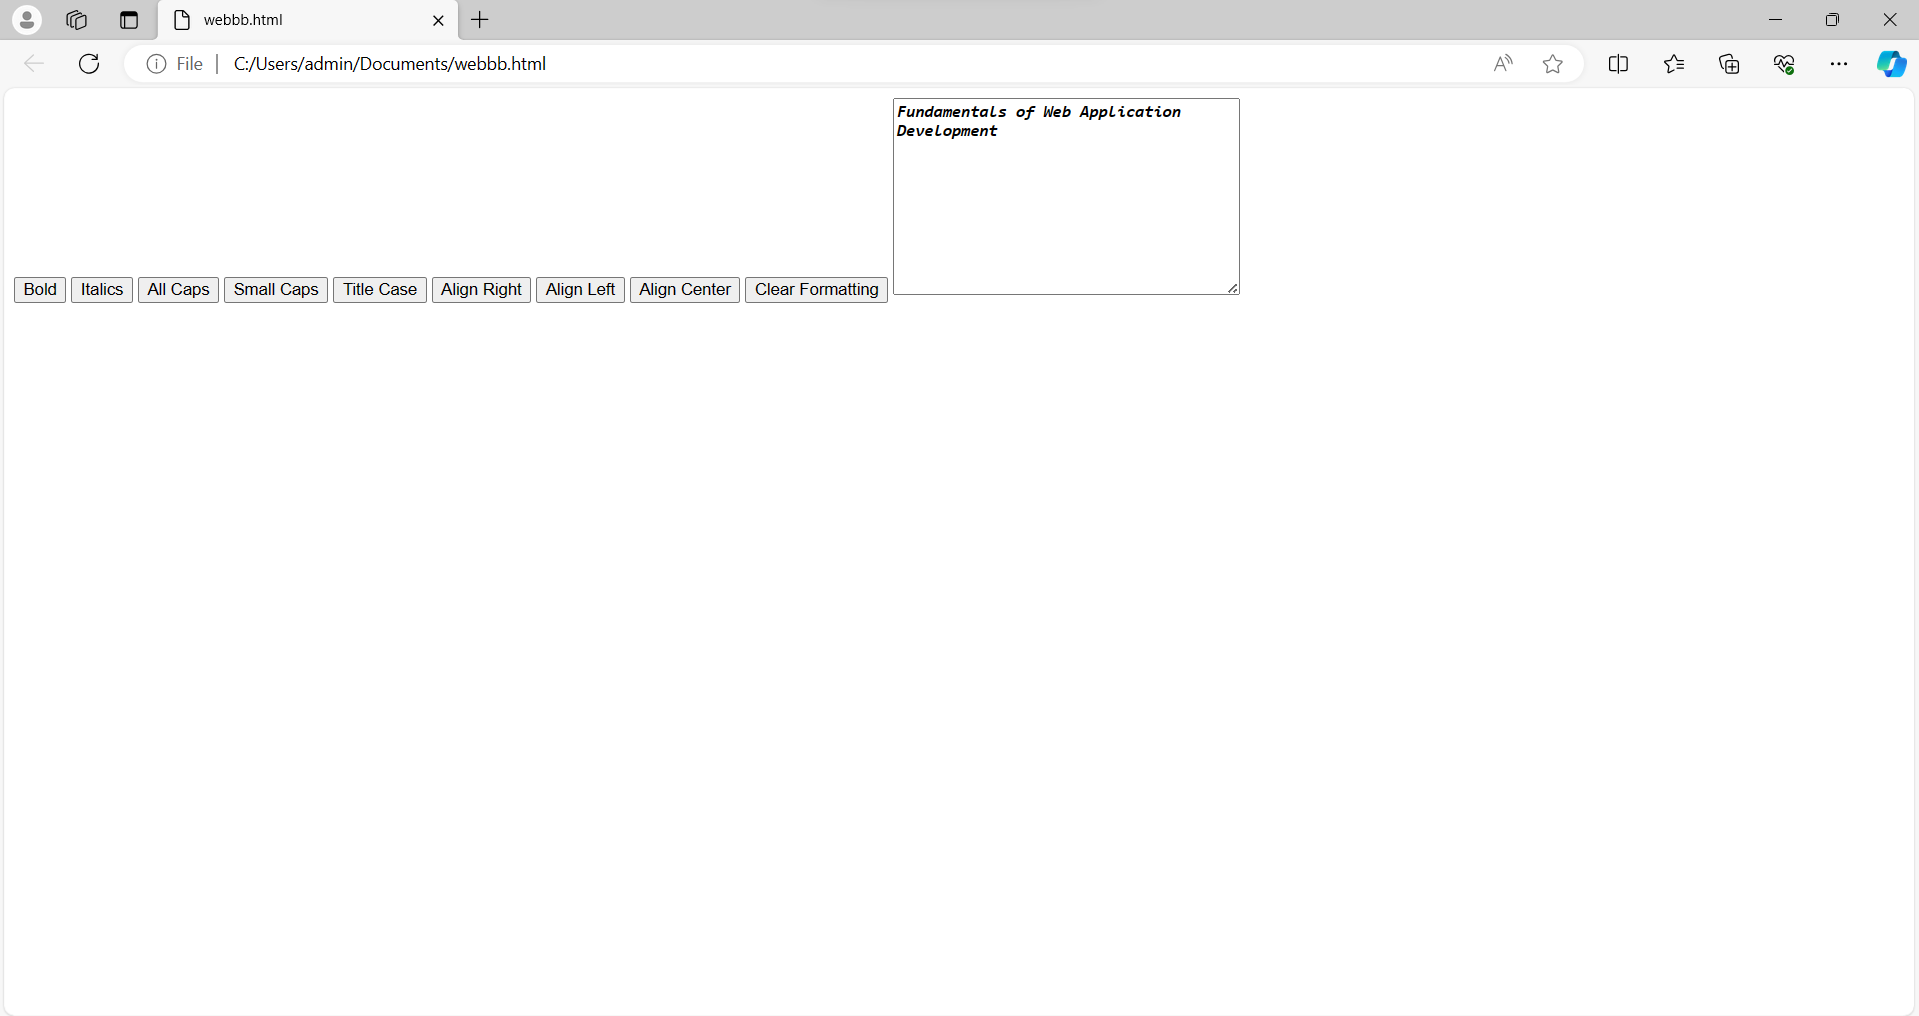 webbb.html
File
C:/Users/admin/Documents/webbb.html
Fundamentals of Web Application
Development
Bold Italics All Caps Small Caps Title Case Align Right Align Left Align Center Clear Formatting